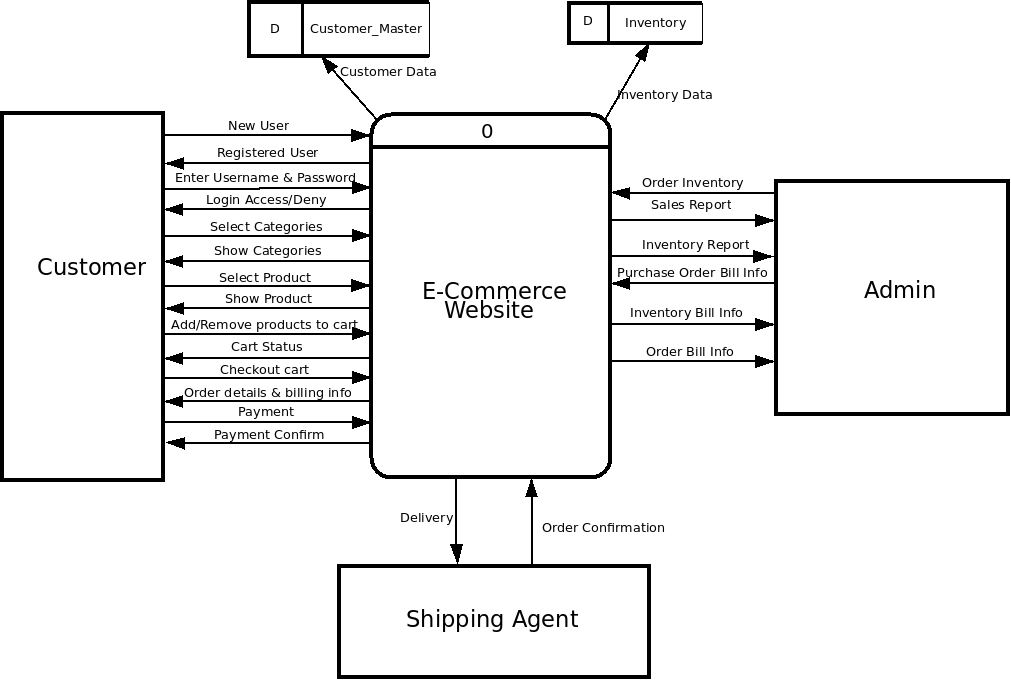 D
Customer_Master
D
Inventory
Customer Data
Inventory Data
0
New User
Registered User
Enter Username & Password
Login Access/Deny
Select Categories
Show Categories
Select Product
Show Product
Add/Remove products to cart
Cart Status
Checkout cart
Order details & billing info
Payment
Payment Confirm
Customer
E-Commerce
Website
Order Inventory
Sales Report
Inventory Report
Purchase Order Bill Info
Inventory Bill Info
Order Bill Info
Admin
Delivery
Order Confirmation
Shipping Agent